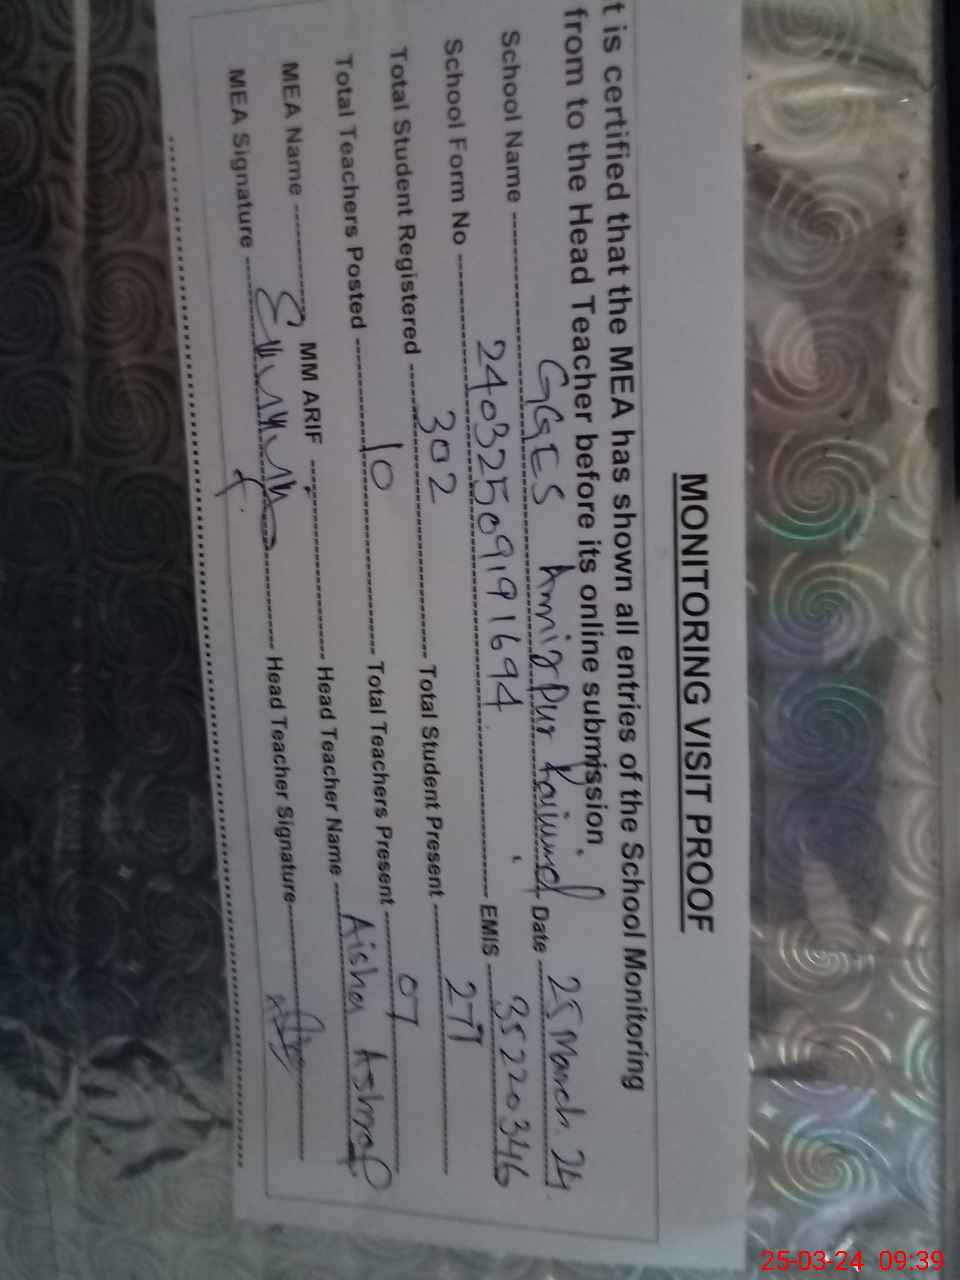 MONITORING VISIT PROOF
t is certified that the MEA has shown all entries of the School Monitoring
from to the Head Teacher before its online submission.
School Name GGES Amir Pur Date 25 March 24
School Form No 24032509191694 EMIS 35220346
Total Student Registered 302 Total Student Present 277
Total Teachers Posted 10 Total Teachers Present 07
MEA Name MM ARIF Head Teacher Name Aisha Ashraf
MEA Signature Head Teacher Signature
25-03-24 09:39